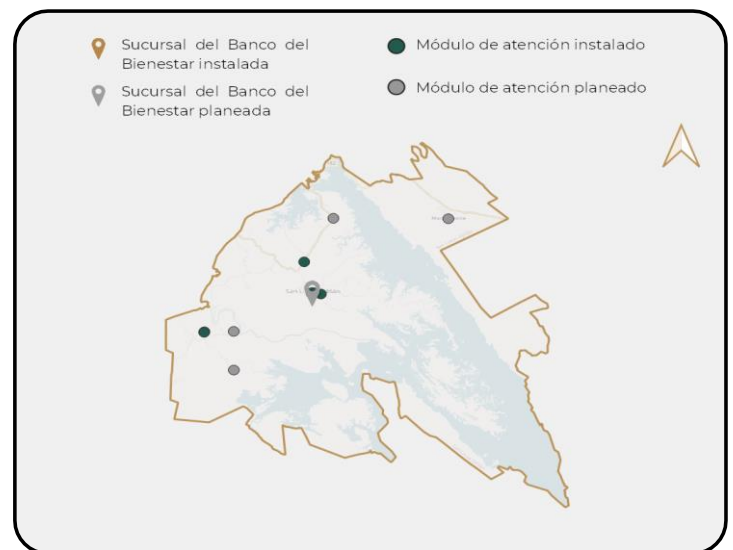 Sucursal del Banco del
Bienestar instalada
Sucursal del Banco del
Bienestar planeada
Módulo de atención instalado
Módulo de atención planeado